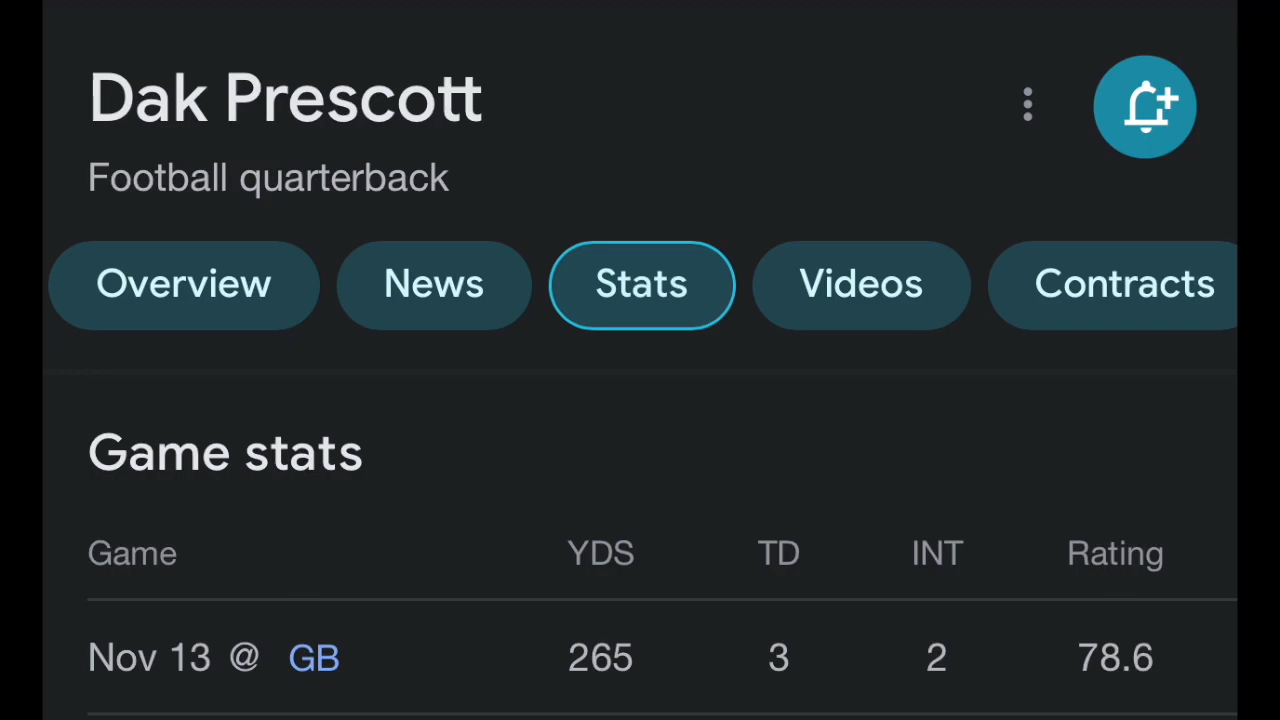 Dak Prescott
Football quarterback
Overview News Stats Videos Contracts
Game stats
Game YDS TD INT Rating
Nov 13 @ GB 265 3 2 78.6